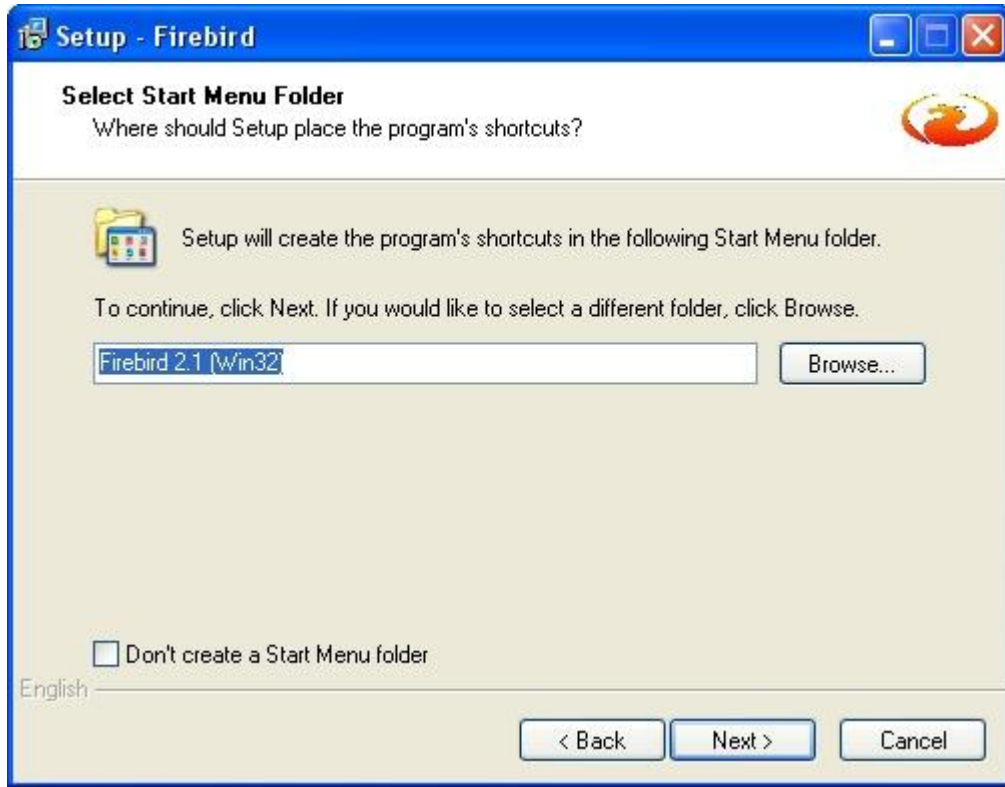 Setup - Firebird
Select Start Menu Folder
Where should Setup place the program's shortcuts?
Setup will create the program's shortcuts in the following Start Menu folder.
To continue, click Next. If you would like to select a different folder, click Browse.
Firebird 2.1 (Win32)
Browse...
Don't create a Start Menu folder
English
< Back
Next >
Cancel